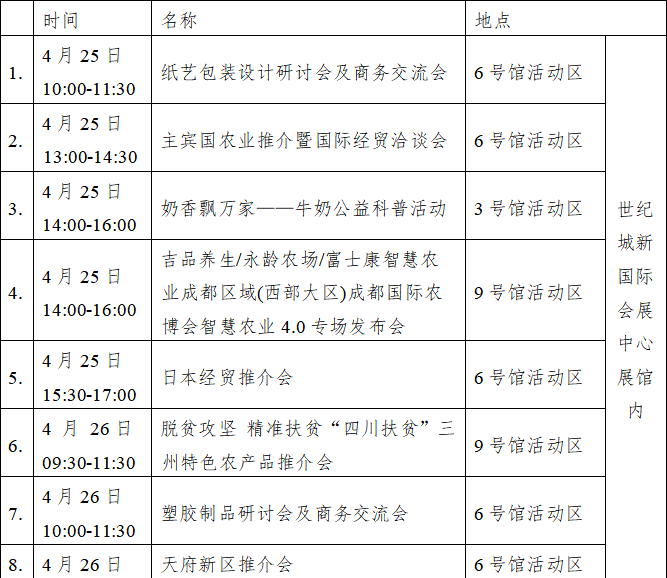 时间 名称 地点
1. 4 月 25 日
10:00-11:30
纸艺包装设计研讨会及商务交流会
6 号馆活动区
2. 4 月 25 日
13:00-14:30
主宾国农业推介暨国际经贸洽谈会
6 号馆活动区
3. 4 月 25 日
14:00-16:00
奶香飘万家——牛奶公益科普活动
3 号馆活动区
4. 4 月 25 日
14:00-16:00
吉品养生/永龄农场/富士康智慧农
业成都区域(西部大区)成都国际农
博会智慧农业 4.0 专场发布会
9 号馆活动区
5. 4 月 25 日
15:30-17:00
日本经贸推介会
6 号馆活动区
6. 4 月 26 日
09:30-11:30
脱贫攻坚 精准扶贫“四川扶贫”三
州特色农产品推介会
9 号馆活动区
7. 4 月 26 日
10:00-11:30
塑胶制品研讨会及商务交流会
6 号馆活动区
8. 4 月 26 日
天府新区推介会
6 号馆活动区
世纪
城新
国际
会展
中心
展馆
内